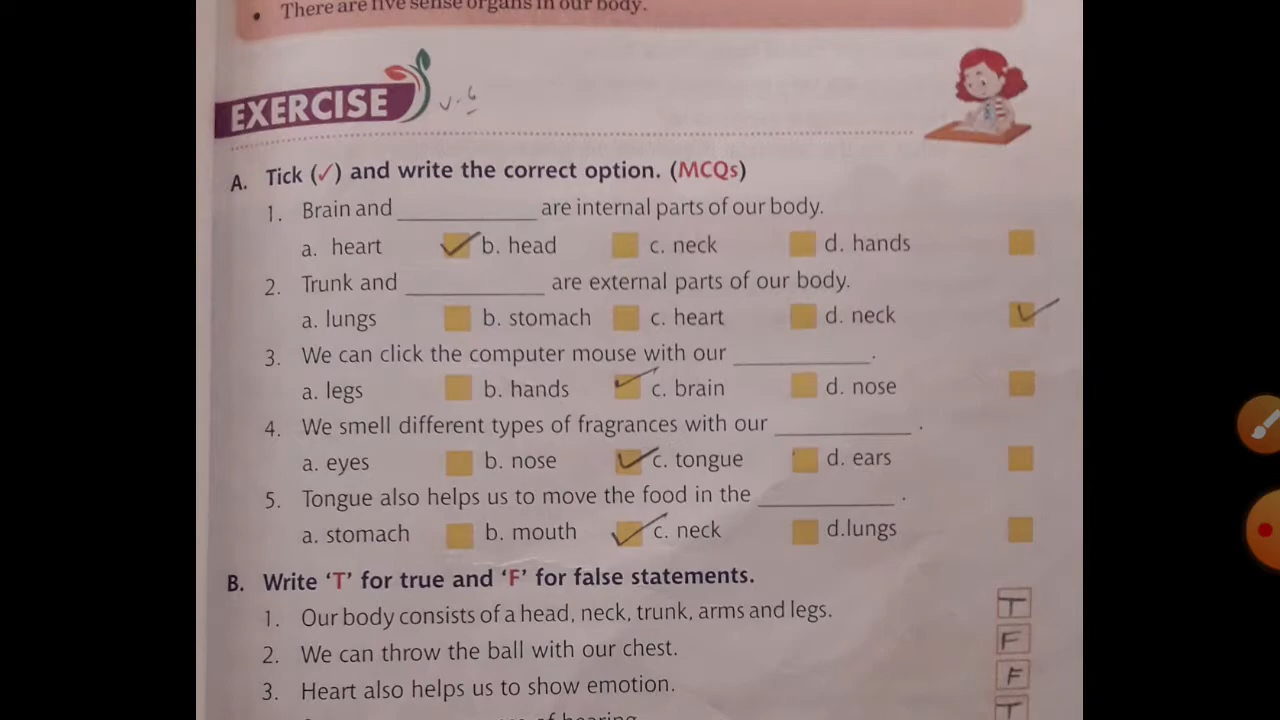 • There are five sense organs in our body.
EXERCISE V-6
A. Tick (✓) and write the correct option. (MCQs)
1. Brain and ____________ are internal parts of our body.
a. heart ✓ b. head c. neck d. hands
2. Trunk and ____________ are external parts of our body.
a. lungs b. stomach c. heart d. neck ✓
3. We can click the computer mouse with our ____________.
a. legs b. hands ✓ c. brain d. nose
4. We smell different types of fragrances with our ____________ .
a. eyes b. nose ✓ c. tongue d. ears
5. Tongue also helps us to move the food in the ____________ .
a. stomach b. mouth ✓ c. neck d.lungs
B. Write ‘T’ for true and ‘F’ for false statements.
1. Our body consists of a head, neck, trunk, arms and legs. T
2. We can throw the ball with our chest. F
3. Heart also helps us to show emotion. F
of hearing T